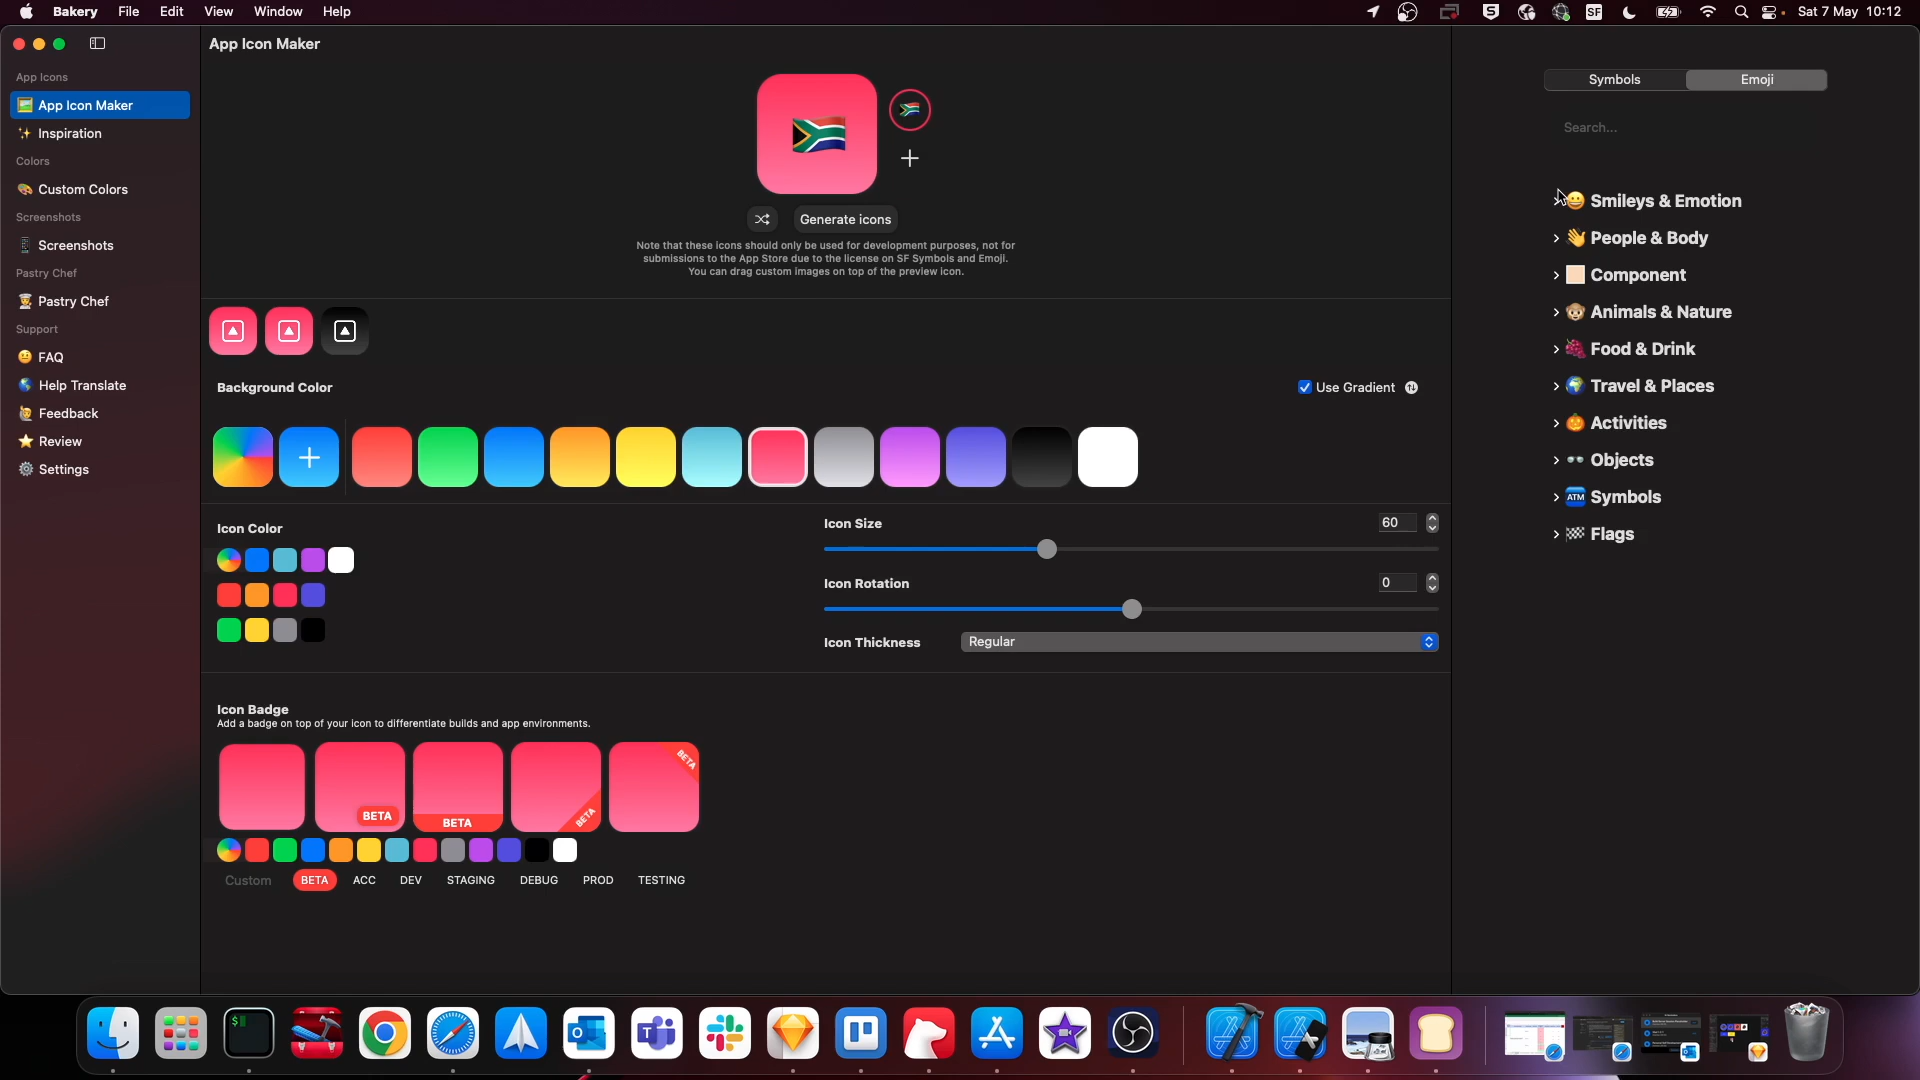 Bakery File Edit View Window Help
SF
Sat 7 May 10:12
App Icon Maker
App Icons
App Icon Maker
Inspiration
Colors
Custom Colors
Screenshots
Screenshots
Pastry Chef
Pastry Chef
Support
FAQ
Help Translate
Feedback
Review
Settings
Generate icons
Note that these icons should only be used for development purposes, not for
submissions to the App Store due to the license on SF Symbols and Emoji.
You can drag custom images on top of the preview icon.
Background Color
Use Gradient
Icon Color
Icon Size
60
Icon Rotation
0
Icon Thickness
Regular
Icon Badge
Add a badge on top of your icon to differentiate builds and app environments.
BETA
BETA
BETA
BETA
Custom BETA ACC DEV STAGING DEBUG PROD TESTING
Symbols Emoji
Search...
Smileys & Emotion
People & Body
Component
Animals & Nature
Food & Drink
Travel & Places
Activities
Objects
ATM Symbols
Flags